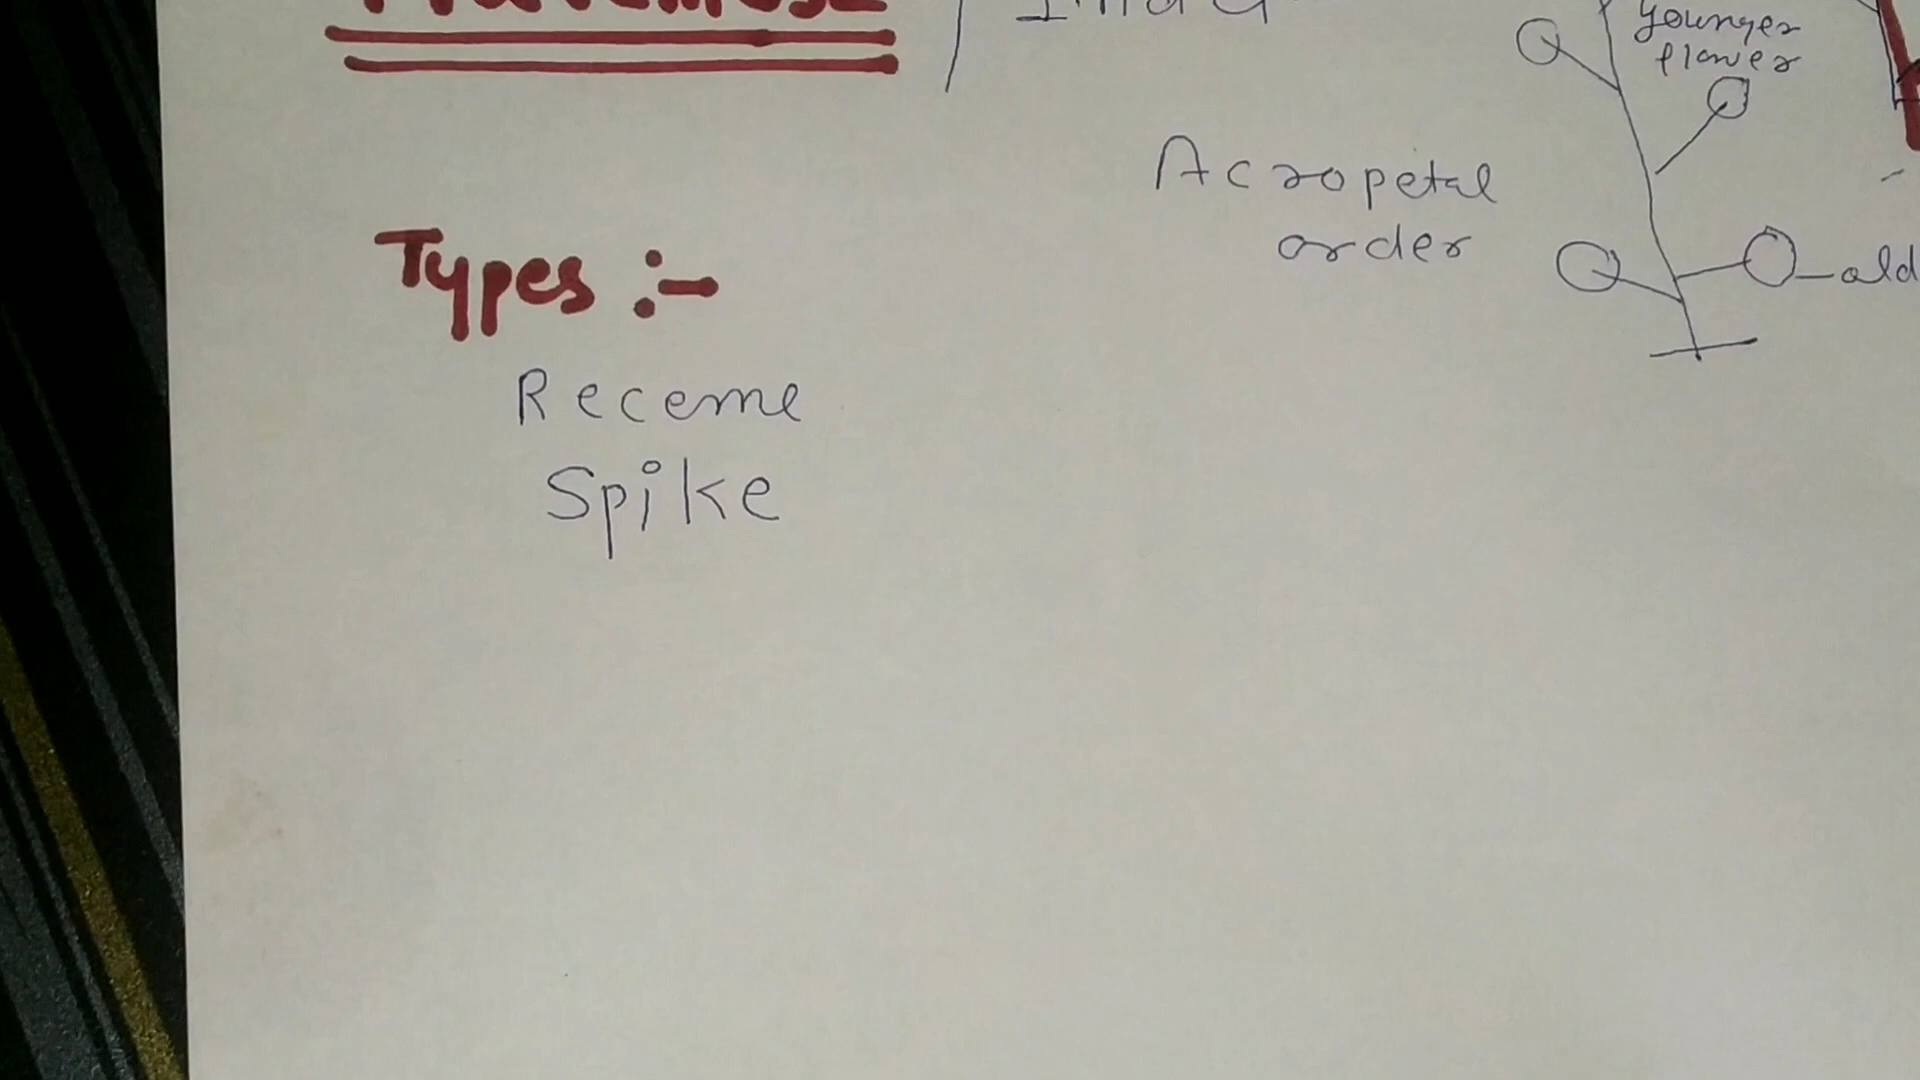 younger
flower
Acropetal
order
old
Types :-
Receme
Spike